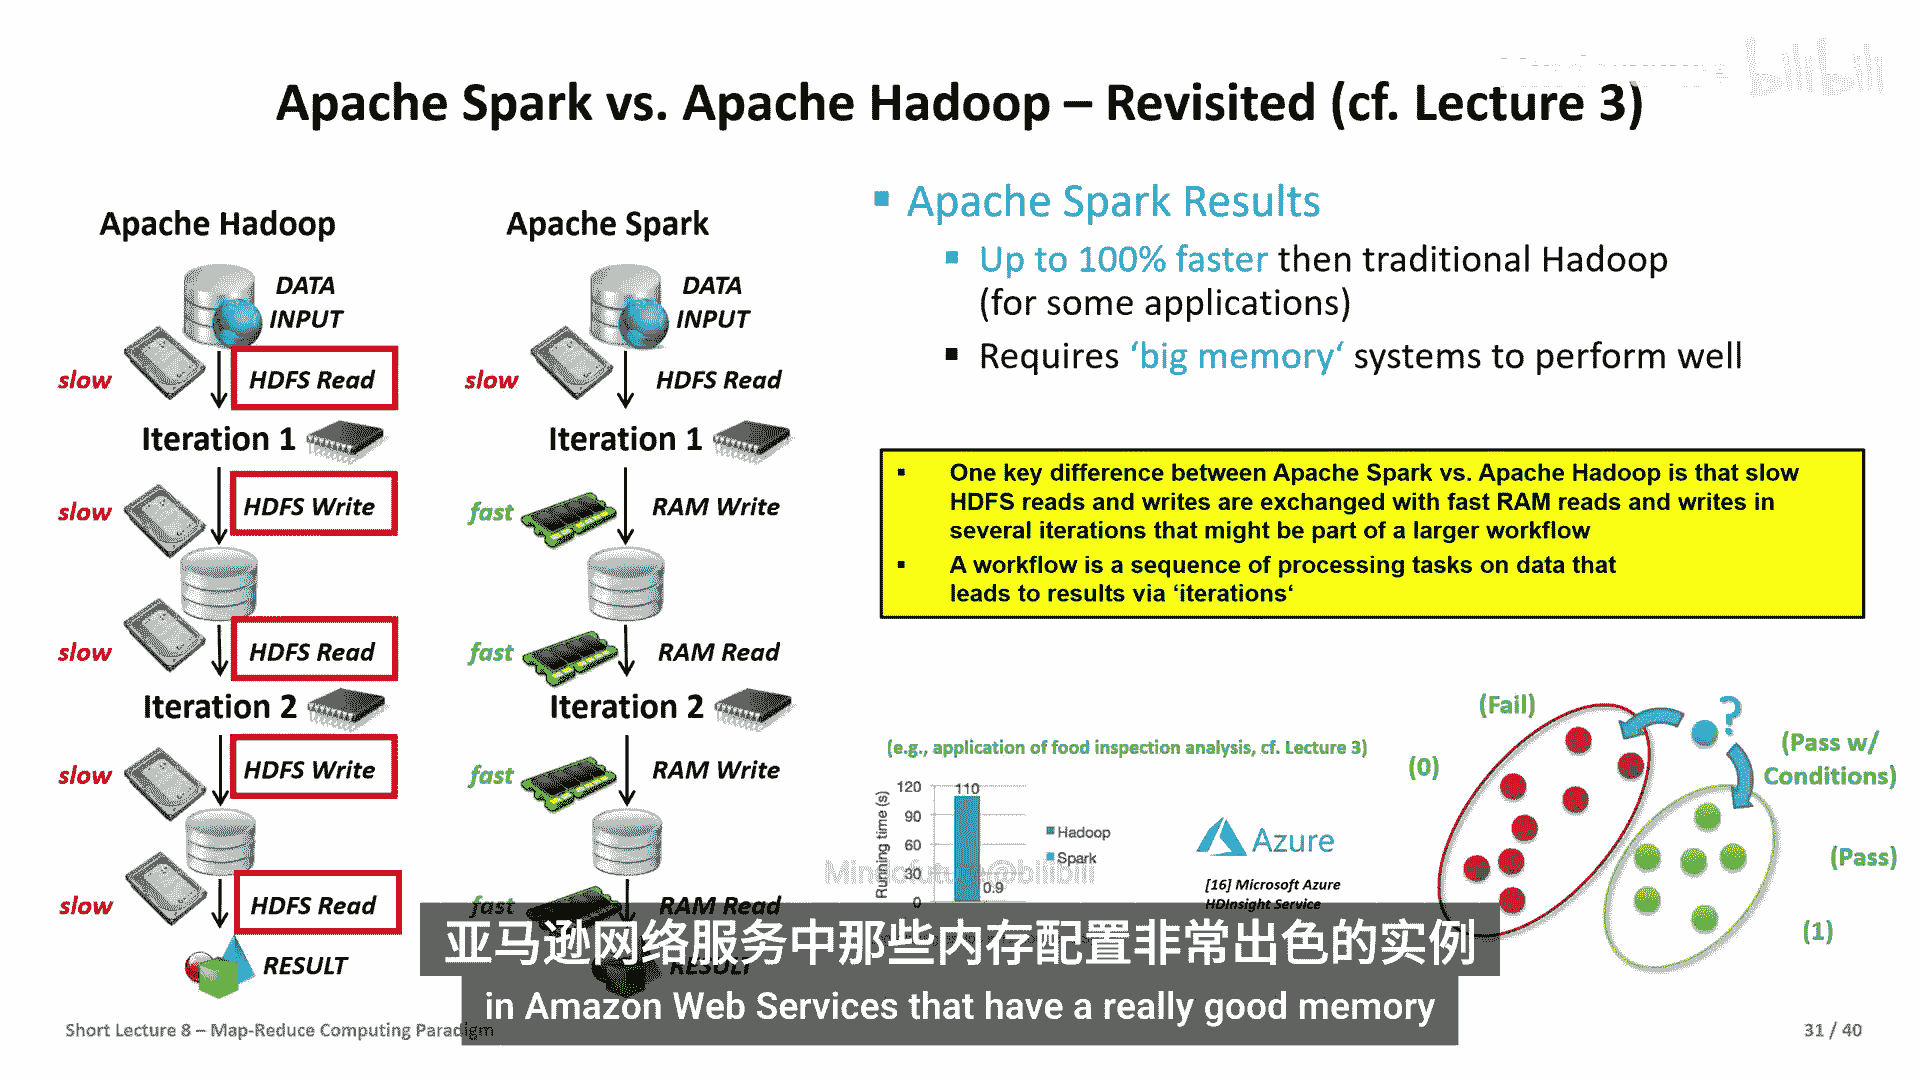 bilibili
Apache Spark vs. Apache Hadoop – Revisited (cf. Lecture 3)
Apache Hadoop
DATA
INPUT
slow
HDFS Read
Iteration 1
slow
HDFS Write
slow
HDFS Read
Iteration 2
slow
HDFS Write
slow
HDFS Read
RESULT
Apache Spark
DATA
INPUT
slow
HDFS Read
Iteration 1
fast
RAM Write
fast
RAM Read
Iteration 2
fast
RAM Write
fast
RAM Read
RESULT
Apache Spark Results
Up to 100% faster then traditional Hadoop
(for some applications)
Requires ‘big memory‘ systems to perform well
One key difference between Apache Spark vs. Apache Hadoop is that slow
HDFS reads and writes are exchanged with fast RAM reads and writes in
several iterations that might be part of a larger workflow
A workflow is a sequence of processing tasks on data that
leads to results via ‘iterations‘
(e.g., application of food inspection analysis, cf. Lecture 3)
Running time (s)
120
90
60
30
0
110
0.9
Hadoop
Spark
Azure
[16] Microsoft Azure
HDInsight Service
(Fail)
(0)
?
(Pass w/
Conditions)
(Pass)
(1)
亚马逊网络服务中那些内存配置非常出色的实例
in Amazon Web Services that have a really good memory
Short Lecture 8 – Map-Reduce Computing Paradigm
31 / 40